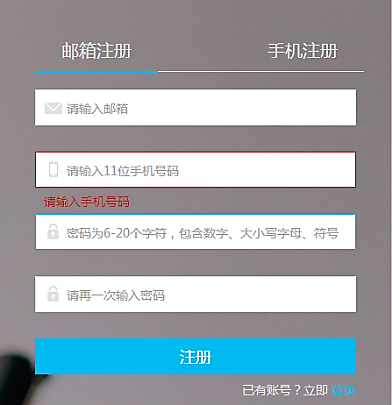 邮箱注册 手机注册
请输入邮箱
请输入11位手机号码
请输入手机号码
密码为6-20个字符，包含数字、大小写字母、符号
请再一次输入密码
注册
已有账号？立即 登录